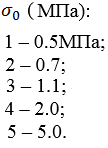 σ₀ (МПа):
1 – 0.5МПа;
2 – 0.7;
3 – 1.1;
4 – 2.0;
5 – 5.0.